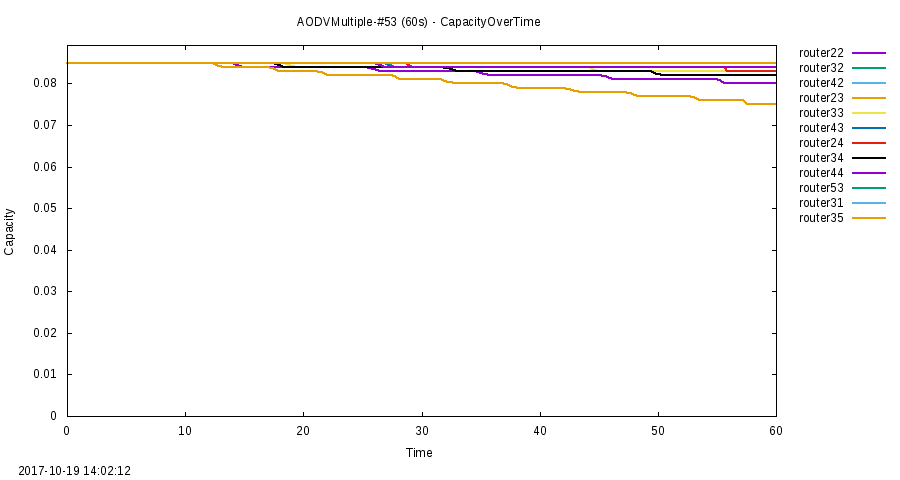 AODVMultiple-#53 (60s) - CapacityOverTime
router22
router32
router42
router23
router33
router43
router24
router34
router44
router53
router31
router35
0.08
0.07
0.06
0.05
0.04
0.03
0.02
0.01
0
Capacity
0 10 20 30 40 50 60
Time
2017-10-19 14:02:12